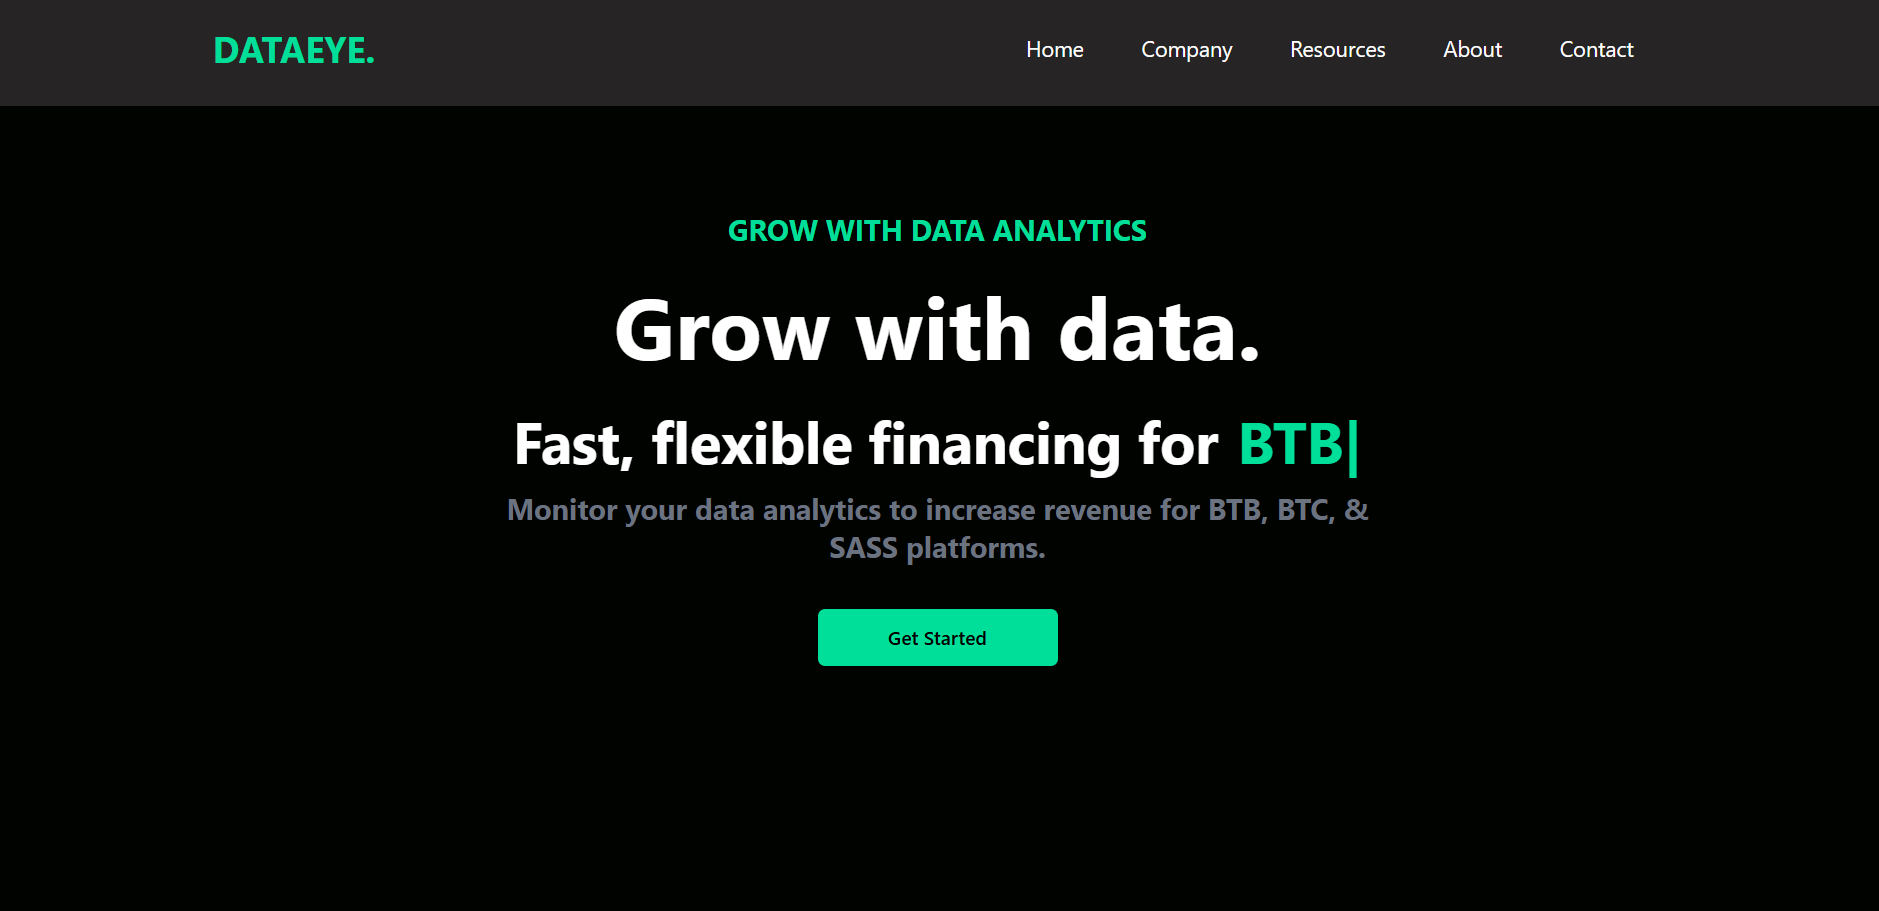 DATAEYE.
Home Company Resources About Contact
GROW WITH DATA ANALYTICS
Grow with data.
Fast, flexible financing for BTB|
Monitor your data analytics to increase revenue for BTB, BTC, &
SASS platforms.
Get Started